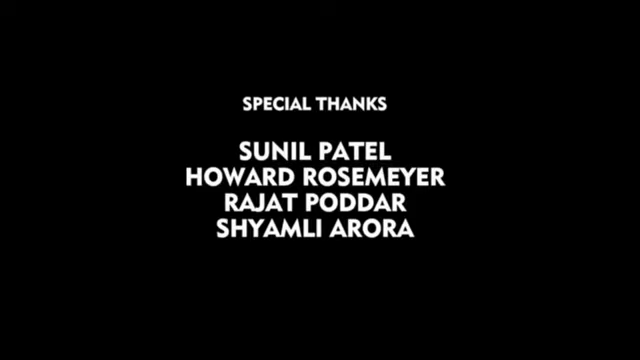 SPECIAL THANKS
SUNIL PATEL
HOWARD ROSEMEYER
RAJAT PODDAR
SHYAMLI ARORA